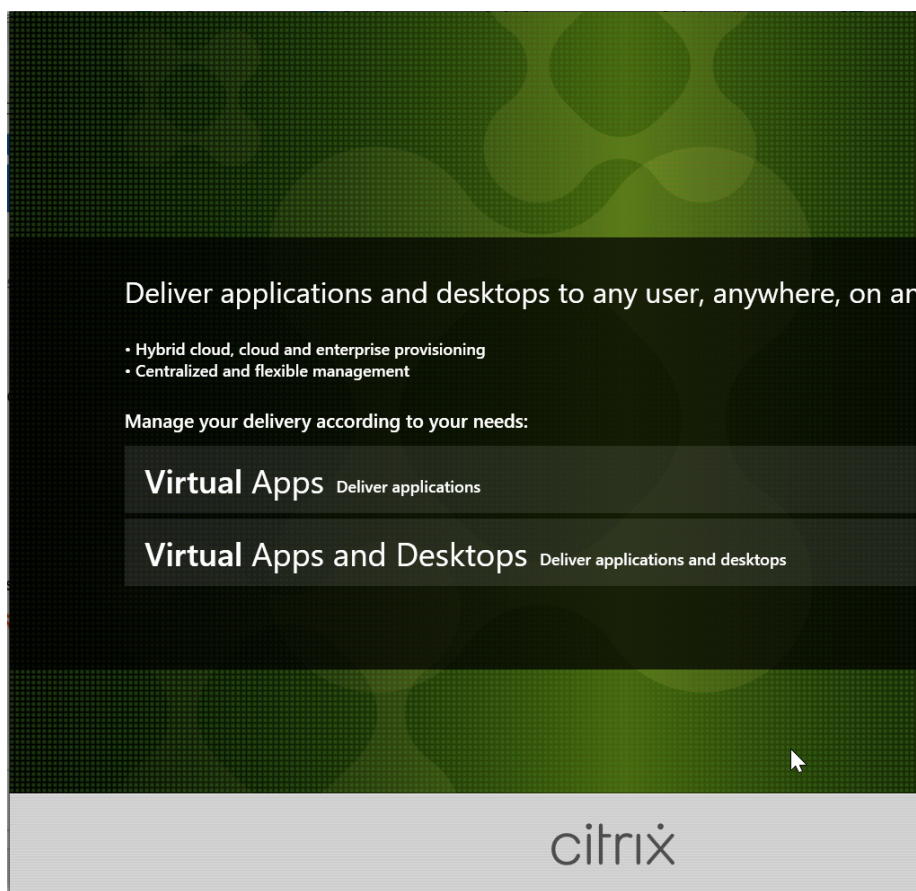 Deliver applications and desktops to any user, anywhere, on an
• Hybrid cloud, cloud and enterprise provisioning
• Centralized and flexible management
Manage your delivery according to your needs:
Virtual Apps Deliver applications
Virtual Apps and Desktops Deliver applications and desktops
citrix